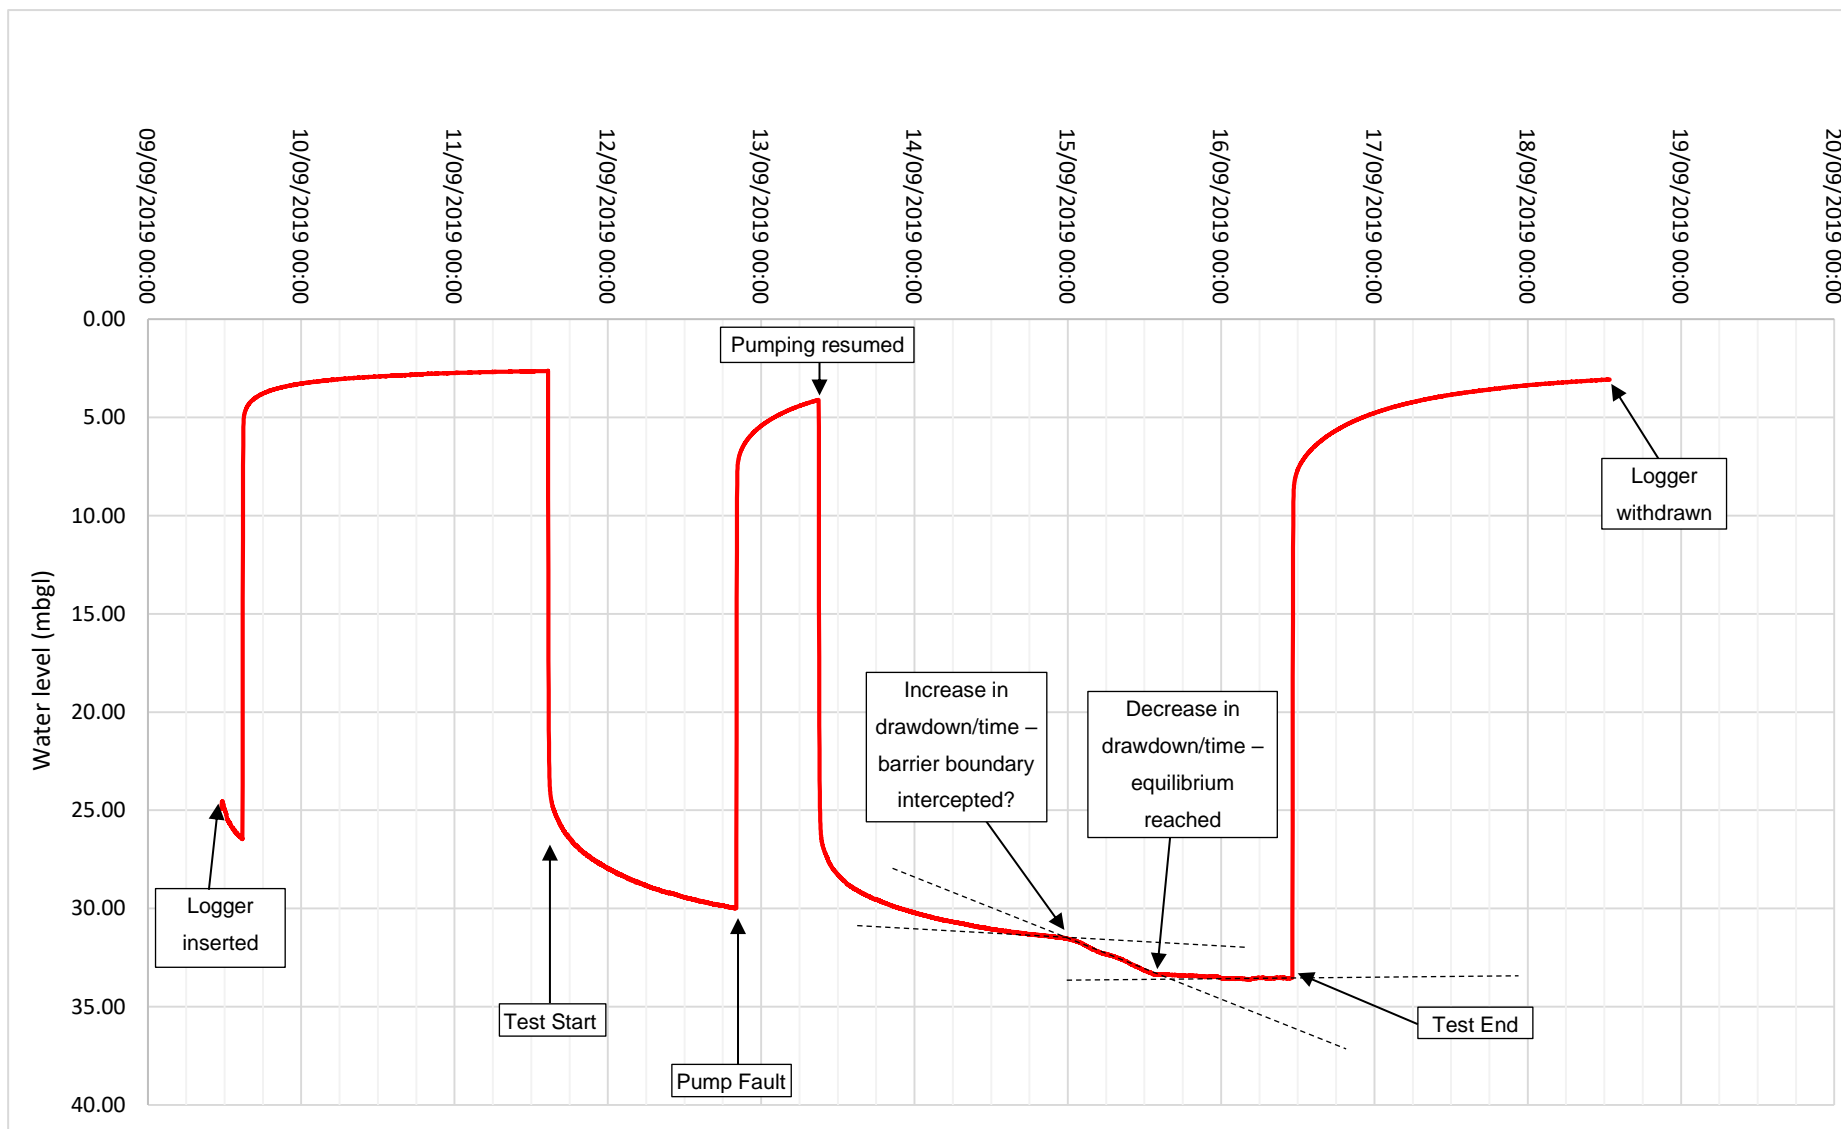 09/09/2019 00:00
10/09/2019 00:00
11/09/2019 00:00
12/09/2019 00:00
13/09/2019 00:00
14/09/2019 00:00
15/09/2019 00:00
16/09/2019 00:00
17/09/2019 00:00
18/09/2019 00:00
19/09/2019 00:00
20/09/2019 00:00
0.00
5.00
10.00
15.00
20.00
25.00
30.00
35.00
40.00
Water level (mbgl)
Pumping resumed
Logger
withdrawn
Increase in
drawdown/time –
barrier boundary
intercepted?
Decrease in
drawdown/time –
equilibrium
reached
Logger
inserted
Test Start
Test End
Pump Fault